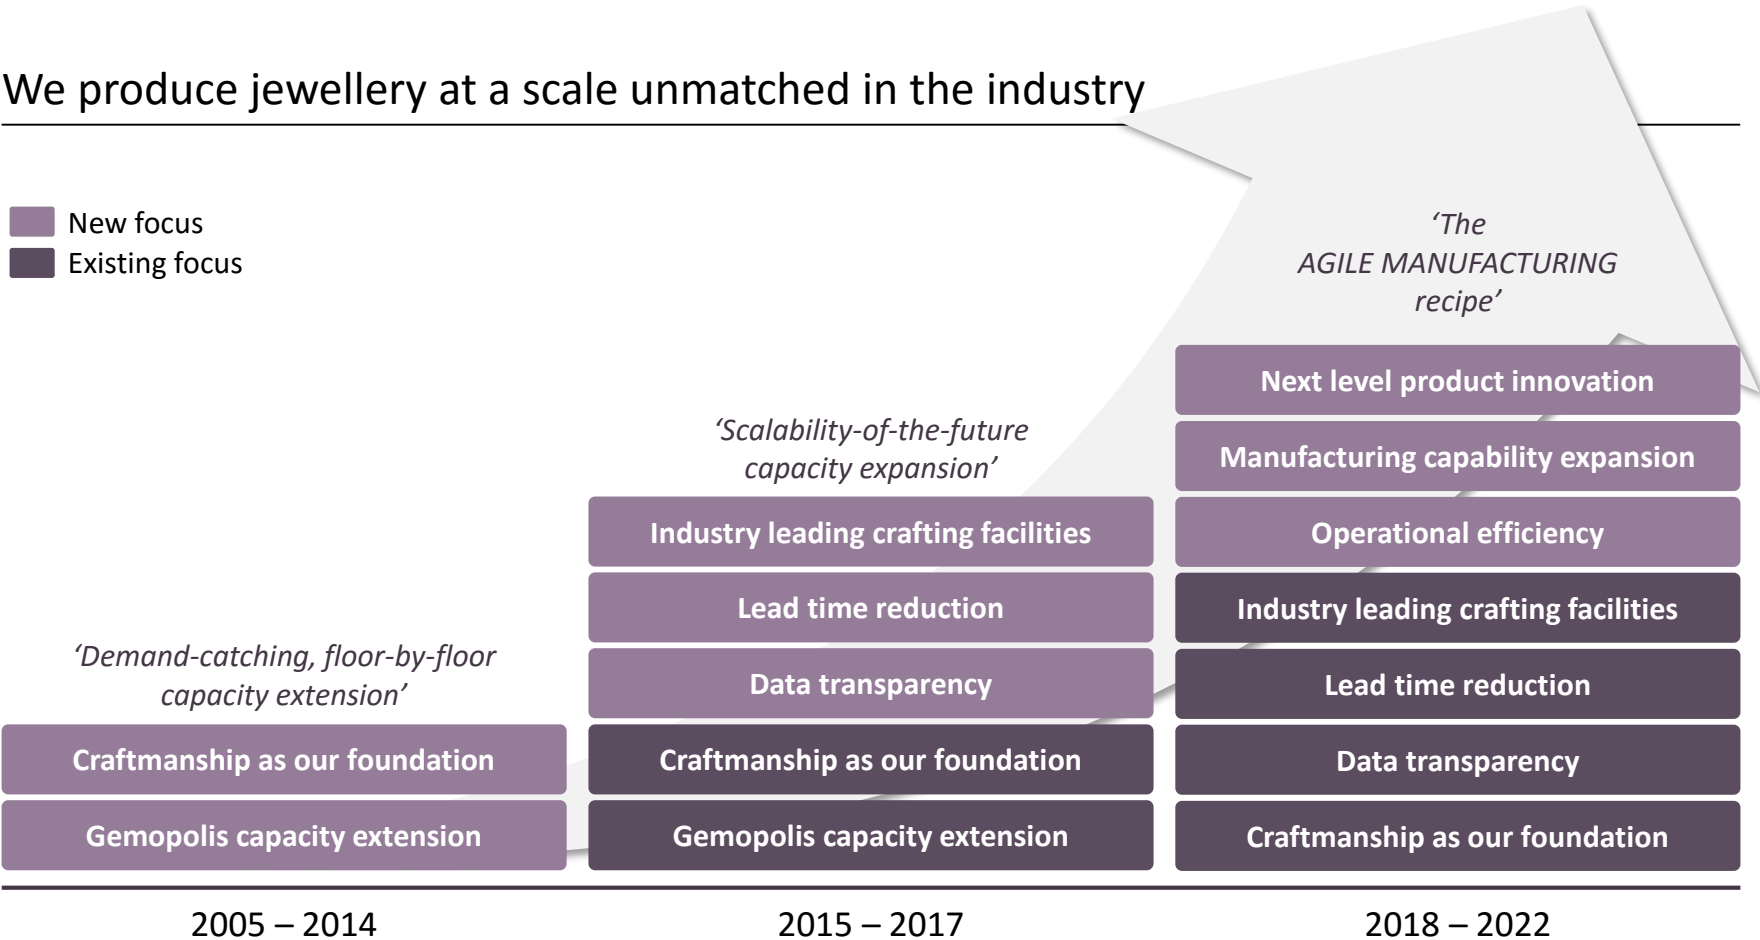 We produce jewellery at a scale unmatched in the industry
New focus
Existing focus
‘Demand-catching, floor-by-floor
capacity extension’
Craftmanship as our foundation
Gemopolis capacity extension
2005 – 2014
‘Scalability-of-the-future
capacity expansion’
Industry leading crafting facilities
Lead time reduction
Data transparency
Craftmanship as our foundation
Gemopolis capacity extension
2015 – 2017
‘The
AGILE MANUFACTURING
recipe’
Next level product innovation
Manufacturing capability expansion
Operational efficiency
Industry leading crafting facilities
Lead time reduction
Data transparency
Craftmanship as our foundation
2018 – 2022